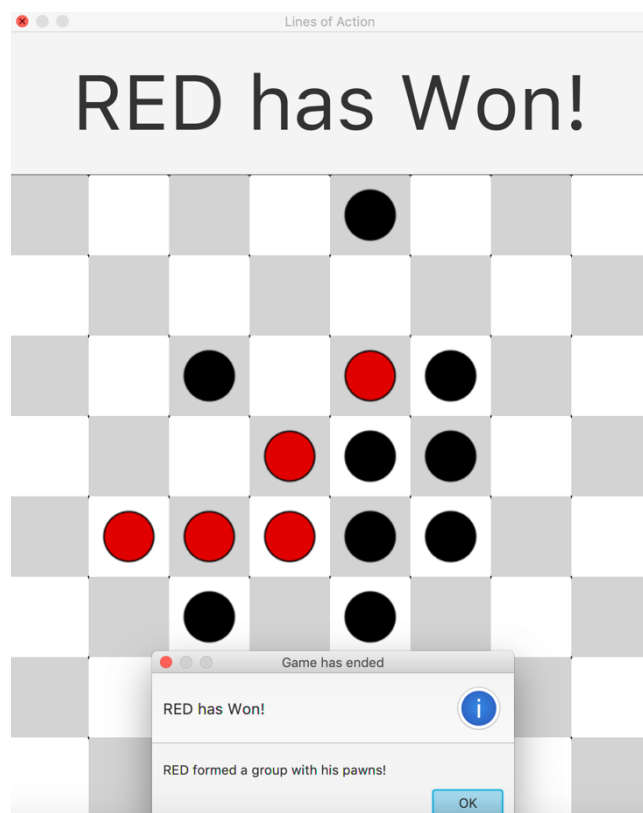 Lines of Action
RED has Won!
Game has ended
RED has Won!
RED formed a group with his pawns!
OK